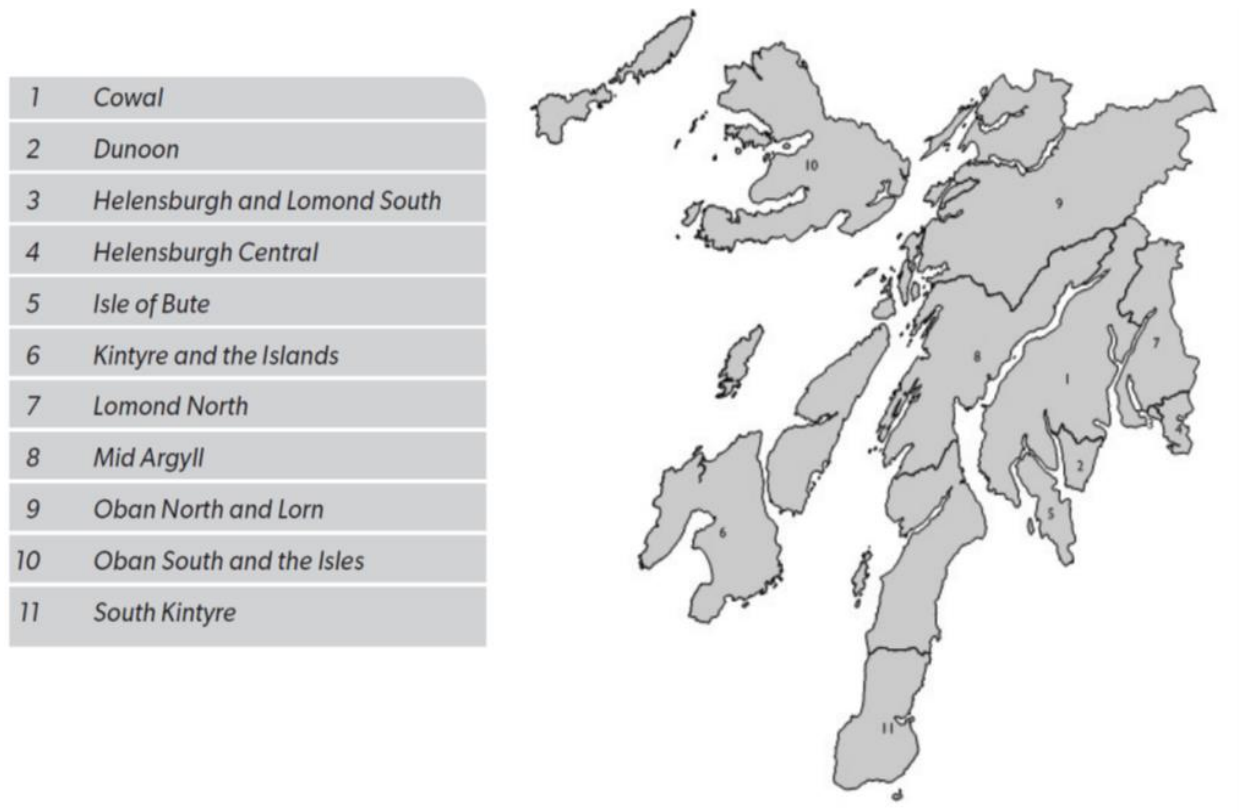 1 Cowal
2 Dunoon
3 Helensburgh and Lomond South
4 Helensburgh Central
5 Isle of Bute
6 Kintyre and the Islands
7 Lomond North
8 Mid Argyll
9 Oban North and Lorn
10 Oban South and the Isles
11 South Kintyre
10
9
7
8
1
3
4
2
5
6
11